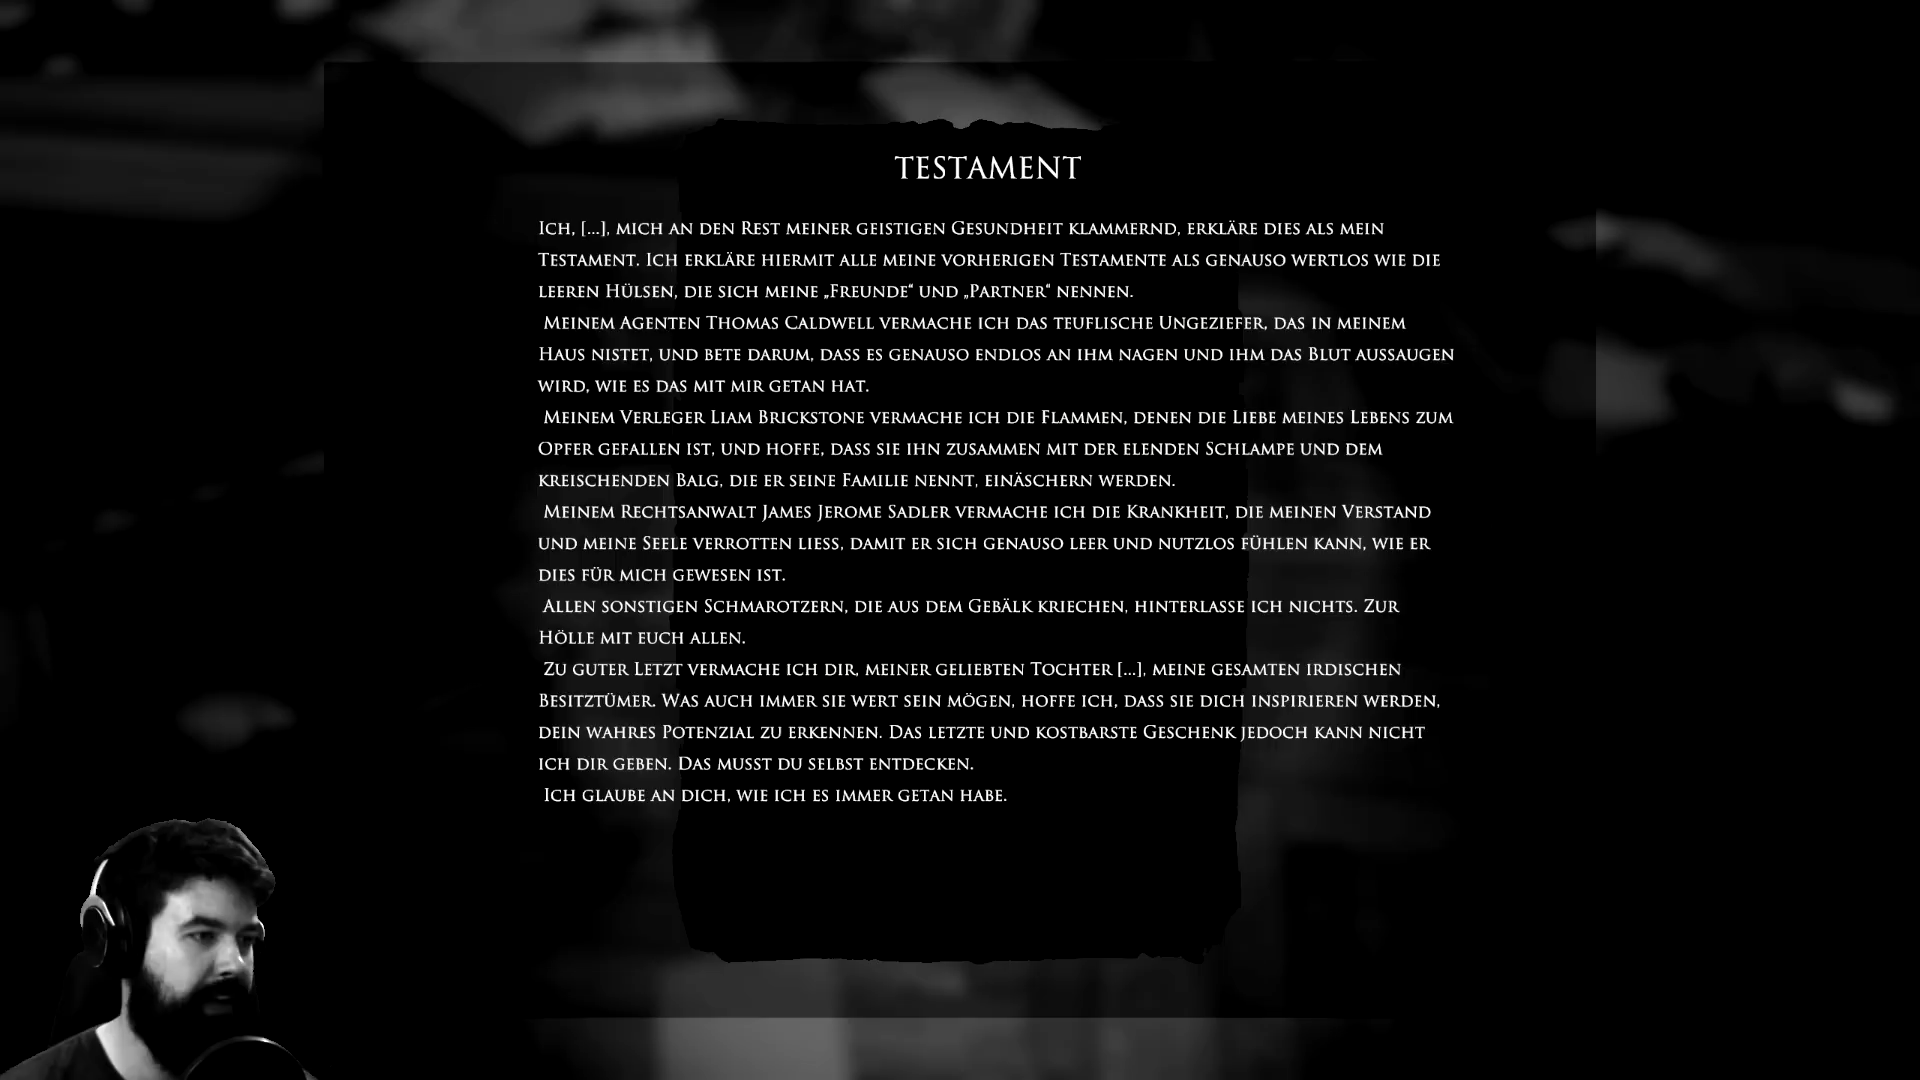 TESTAMENT
Ich, [...], mich an den Rest meiner geistigen Gesundheit klammernd, erkläre dies als mein
Testament. Ich erkläre hiermit alle meine vorherigen Testamente als genauso wertlos wie die
leeren Hülsen, die sich meine „Freunde“ und „Partner“ nennen.
Meinem Agenten Thomas Caldwell vermache ich das teuflische Ungeziefer, das in meinem
Haus nistet, und bete darum, dass es genauso endlos an ihm nagen und ihm das Blut aussaugen
wird, wie es das mit mir getan hat.
Meinem Verleger Liam Brickstone vermache ich die Flammen, denen die Liebe meines Lebens zum
Opfer gefallen ist, und hoffe, dass sie ihn zusammen mit der elenden Schlampe und dem
kreischenden Balg, die er seine Familie nennt, einäschern werden.
Meinem Rechtsanwalt James Jerome Sadler vermache ich die Krankheit, die meinen Verstand
und meine Seele verrotten liess, damit er sich genauso leer und nutzlos fühlen kann, wie er
dies für mich gewesen ist.
Allen sonstigen Schmarotzern, die aus dem Gebälk kriechen, hinterlasse ich nichts. Zur
Hölle mit euch allen.
Zu guter Letzt vermache ich dir, meiner geliebten Tochter [...], meine gesamten irdischen
Besitztümer. Was auch immer sie wert sein mögen, hoffe ich, dass sie dich inspirieren werden,
dein wahres Potenzial zu erkennen. Das letzte und kostbarste Geschenk jedoch kann nicht
ich dir geben. Das musst du selbst entdecken.
Ich glaube an dich, wie ich es immer getan habe.